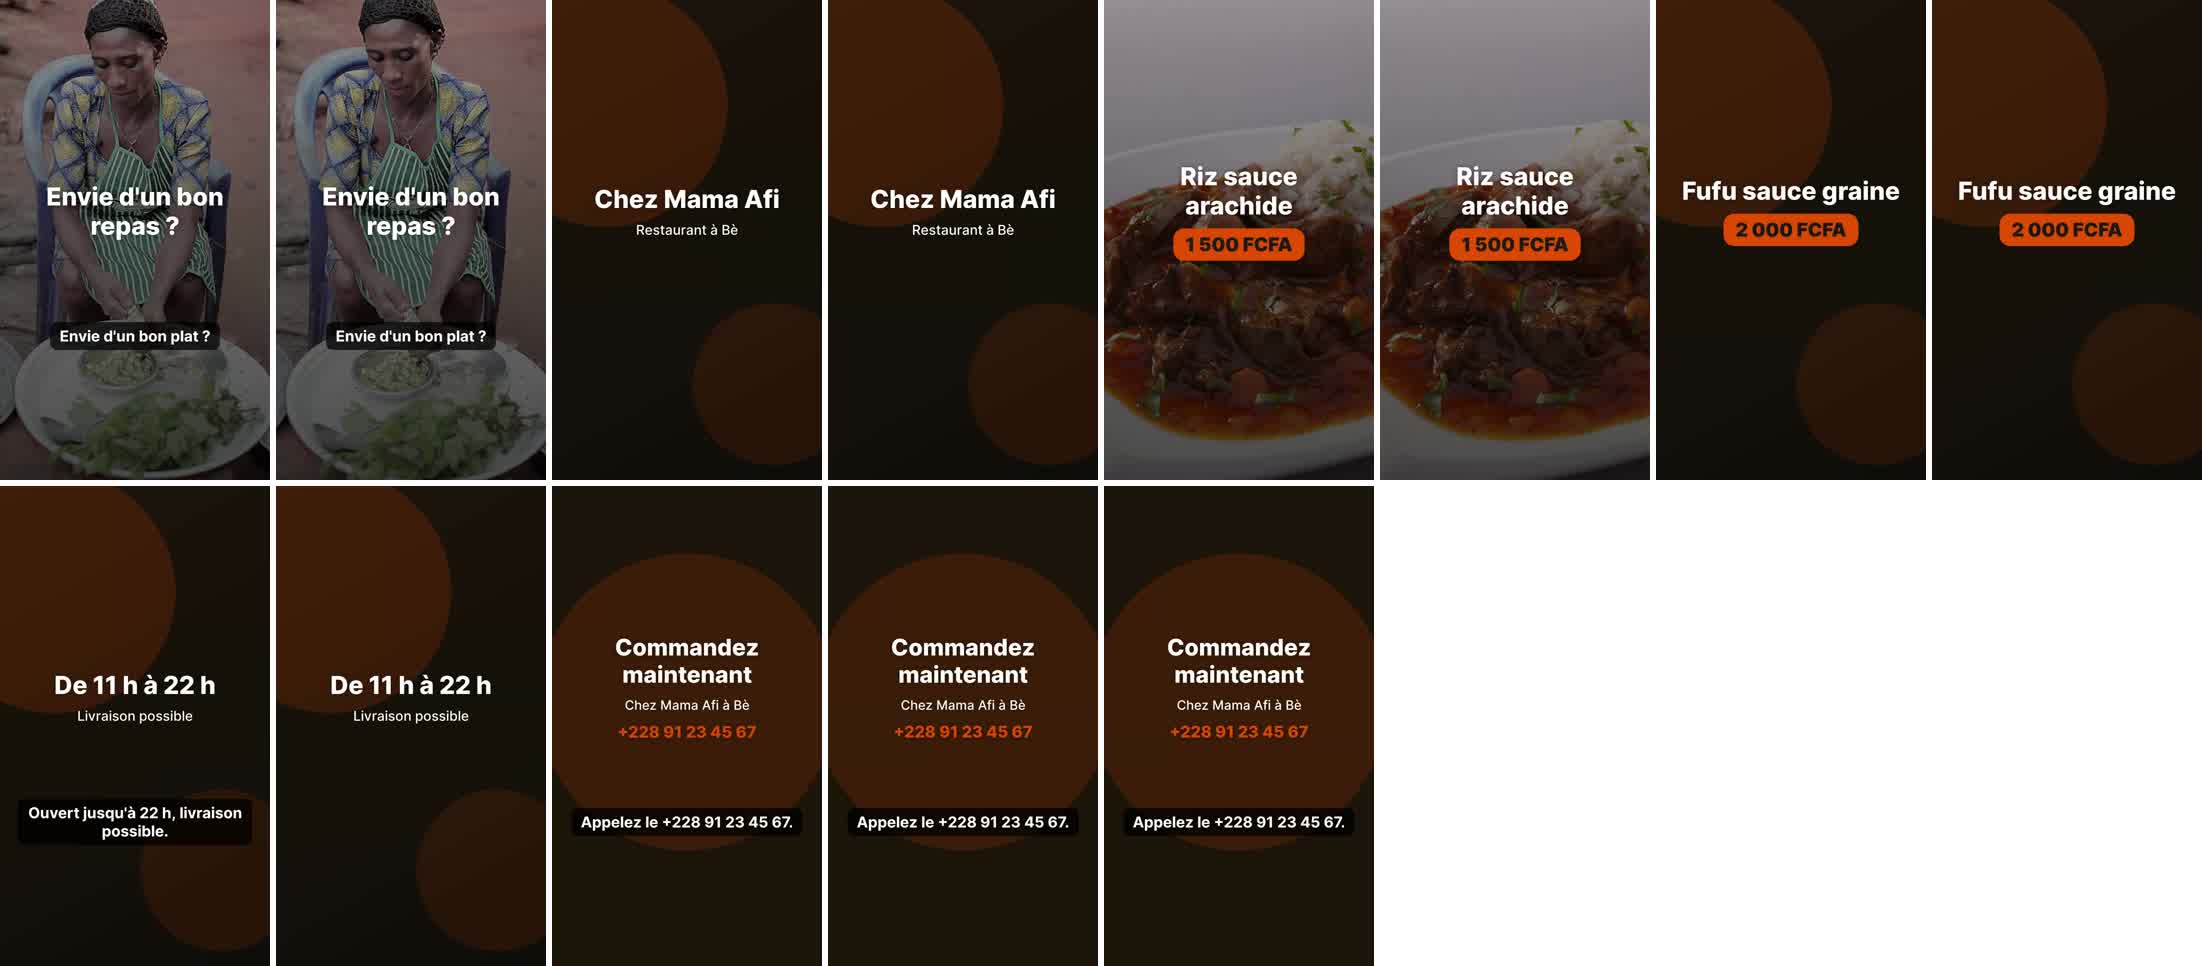 Envie d'un bon
repas ?
Envie d'un bon plat ?
Envie d'un bon
repas ?
Envie d'un bon plat ?
Chez Mama Afi
Restaurant à Bè
Chez Mama Afi
Restaurant à Bè
Riz sauce
arachide
1 500 FCFA
Riz sauce
arachide
1 500 FCFA
Fufu sauce graine
2 000 FCFA
Fufu sauce graine
2 000 FCFA
De 11 h à 22 h
Livraison possible
Ouvert jusqu'à 22 h, livraison
possible.
De 11 h à 22 h
Livraison possible
Commandez
maintenant
Chez Mama Afi à Bè
+228 91 23 45 67
Appelez le +228 91 23 45 67.
Commandez
maintenant
Chez Mama Afi à Bè
+228 91 23 45 67
Appelez le +228 91 23 45 67.
Commandez
maintenant
Chez Mama Afi à Bè
+228 91 23 45 67
Appelez le +228 91 23 45 67.